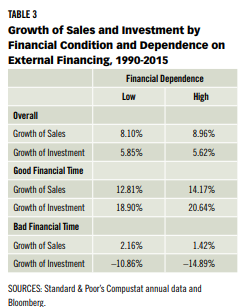 TABLE 3
Growth of Sales and Investment by
Financial Condition and Dependence on
External Financing, 1990-2015
Financial Dependence
Low High
Overall
Growth of Sales 8.10% 8.96%
Growth of Investment 5.85% 5.62%
Good Financial Time
Growth of Sales 12.81% 14.17%
Growth of Investment 18.90% 20.64%
Bad Financial Time
Growth of Sales 2.16% 1.42%
Growth of Investment –10.86% –14.89%
SOURCES: Standard & Poor's Compustat annual data and
Bloomberg.